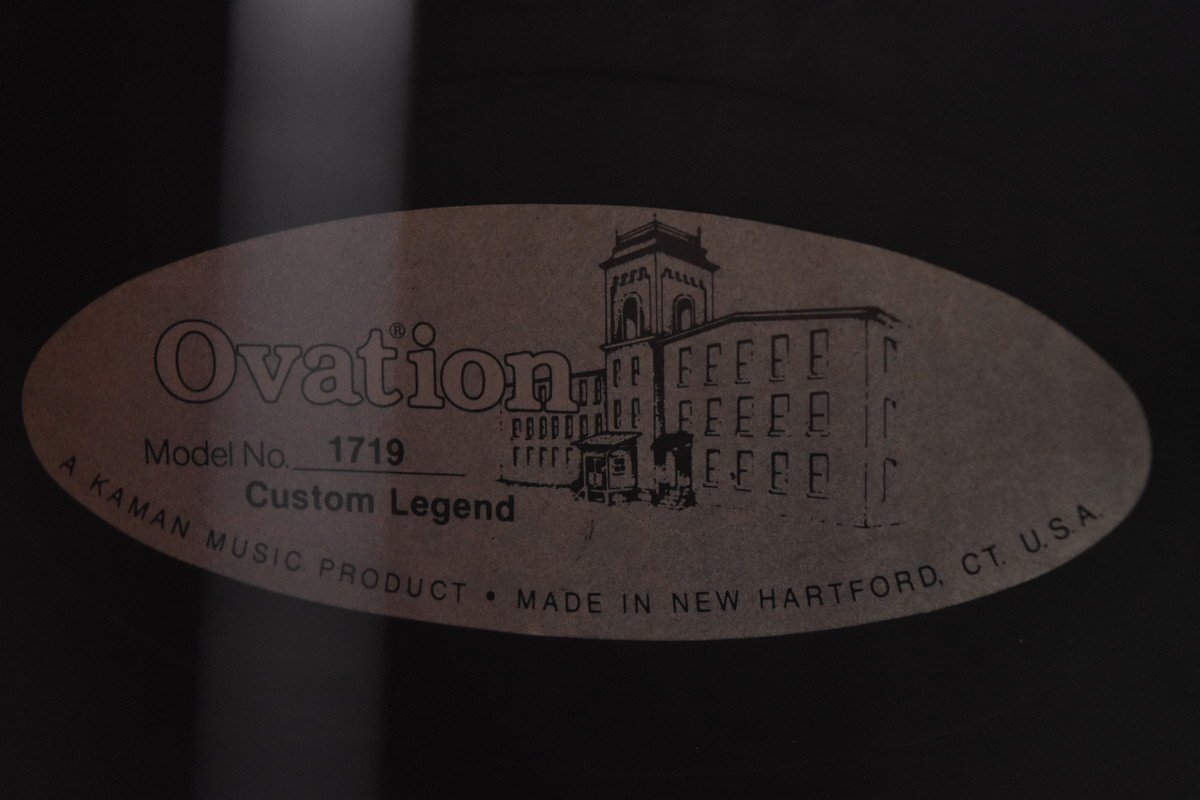 Ovation®
Model No. 1719
Custom Legend
A KAMAN MUSIC PRODUCT • MADE IN NEW HARTFORD, CT. U.S.A.